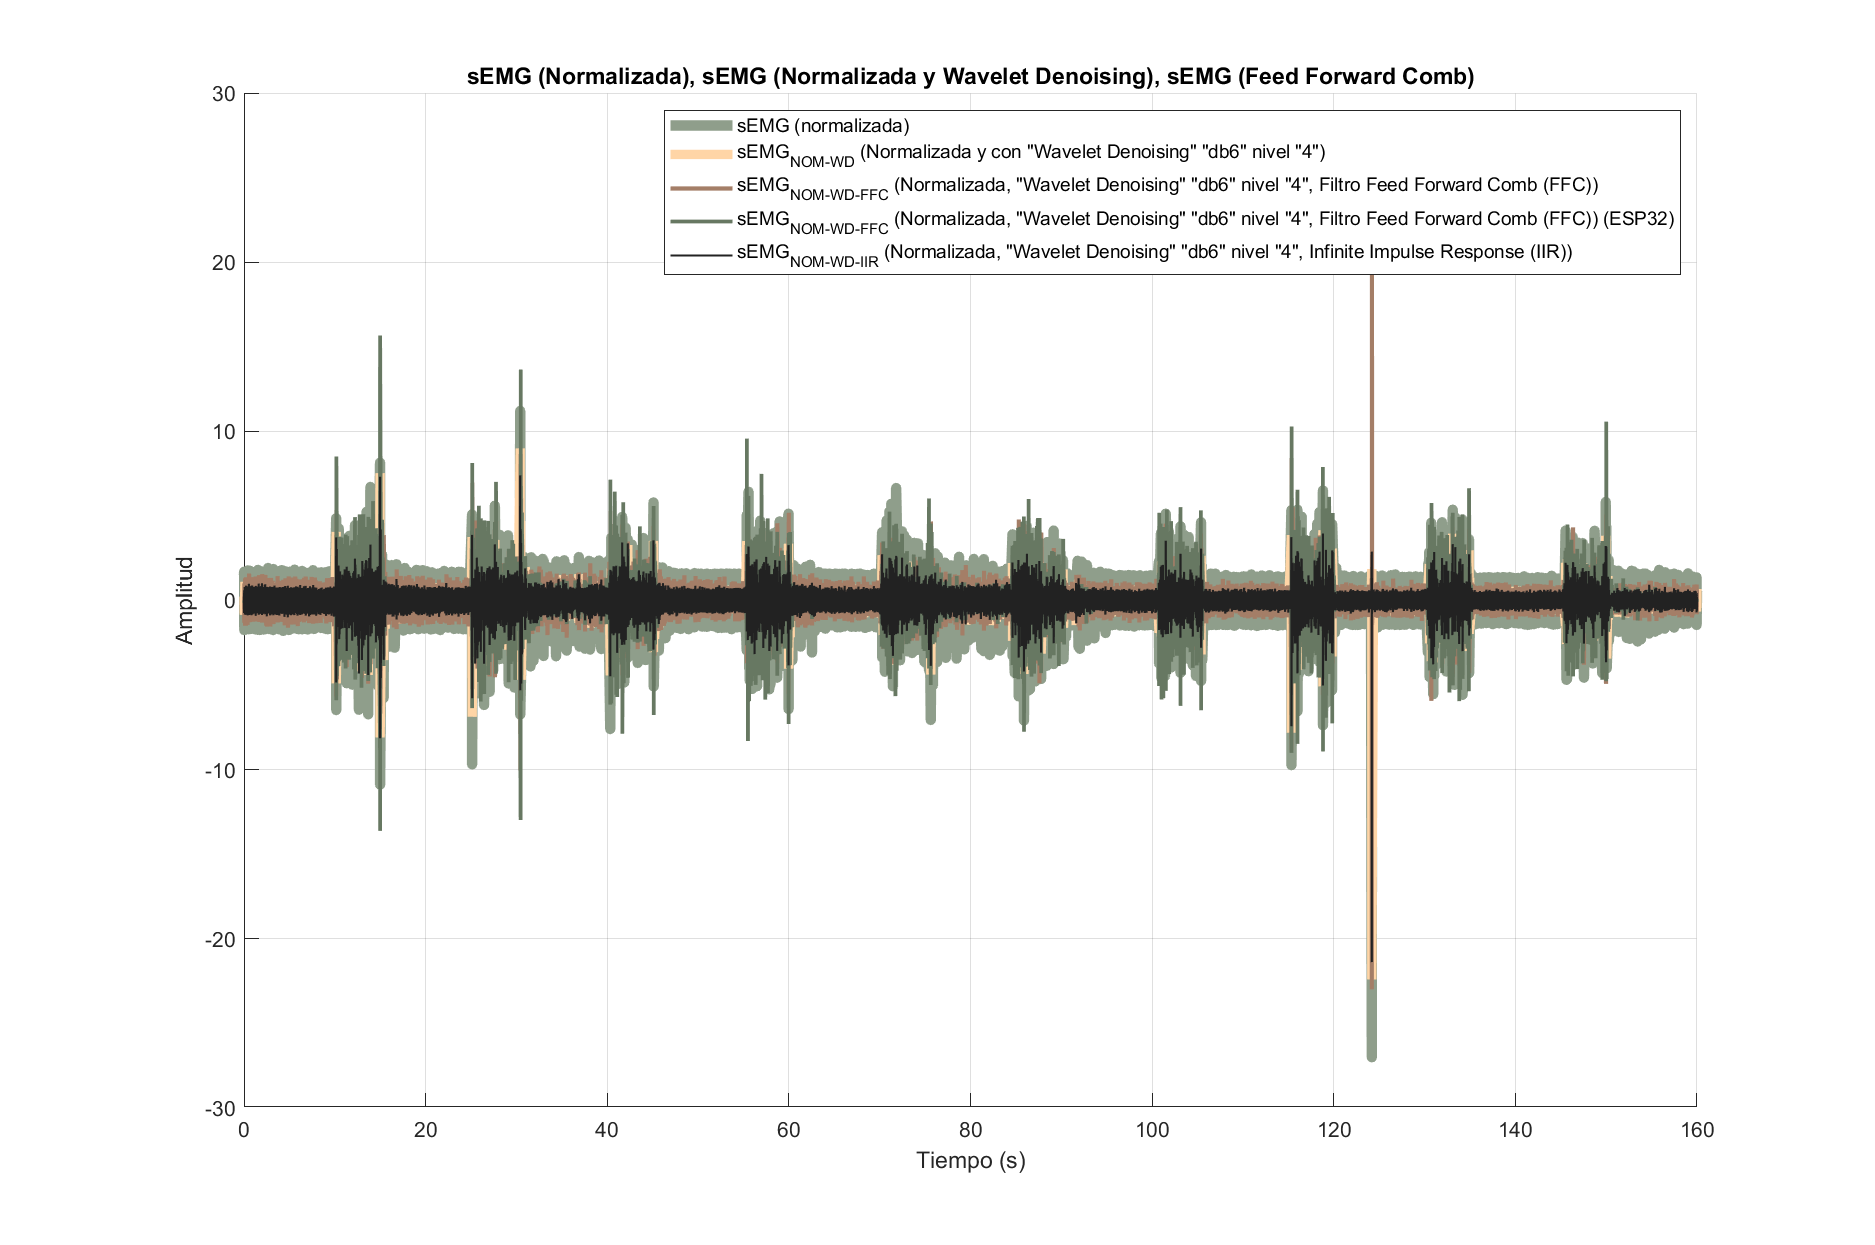 sEMG (Normalizada), sEMG (Normalizada y Wavelet Denoising), sEMG (Feed Forward Comb)
sEMG (normalizada)
sEMG_NOM-WD (Normalizada y con "Wavelet Denoising" "db6" nivel "4")
sEMG_NOM-WD-FFC (Normalizada, "Wavelet Denoising" "db6" nivel "4", Filtro Feed Forward Comb (FFC))
sEMG_NOM-WD-FFC (Normalizada, "Wavelet Denoising" "db6" nivel "4", Filtro Feed Forward Comb (FFC)) (ESP32)
sEMG_NOM-WD-IIR (Normalizada, "Wavelet Denoising" "db6" nivel "4", Infinite Impulse Response (IIR))
Amplitud
30
20
10
0
-10
-20
-30
0 20 40 60 80 100 120 140 160
Tiempo (s)